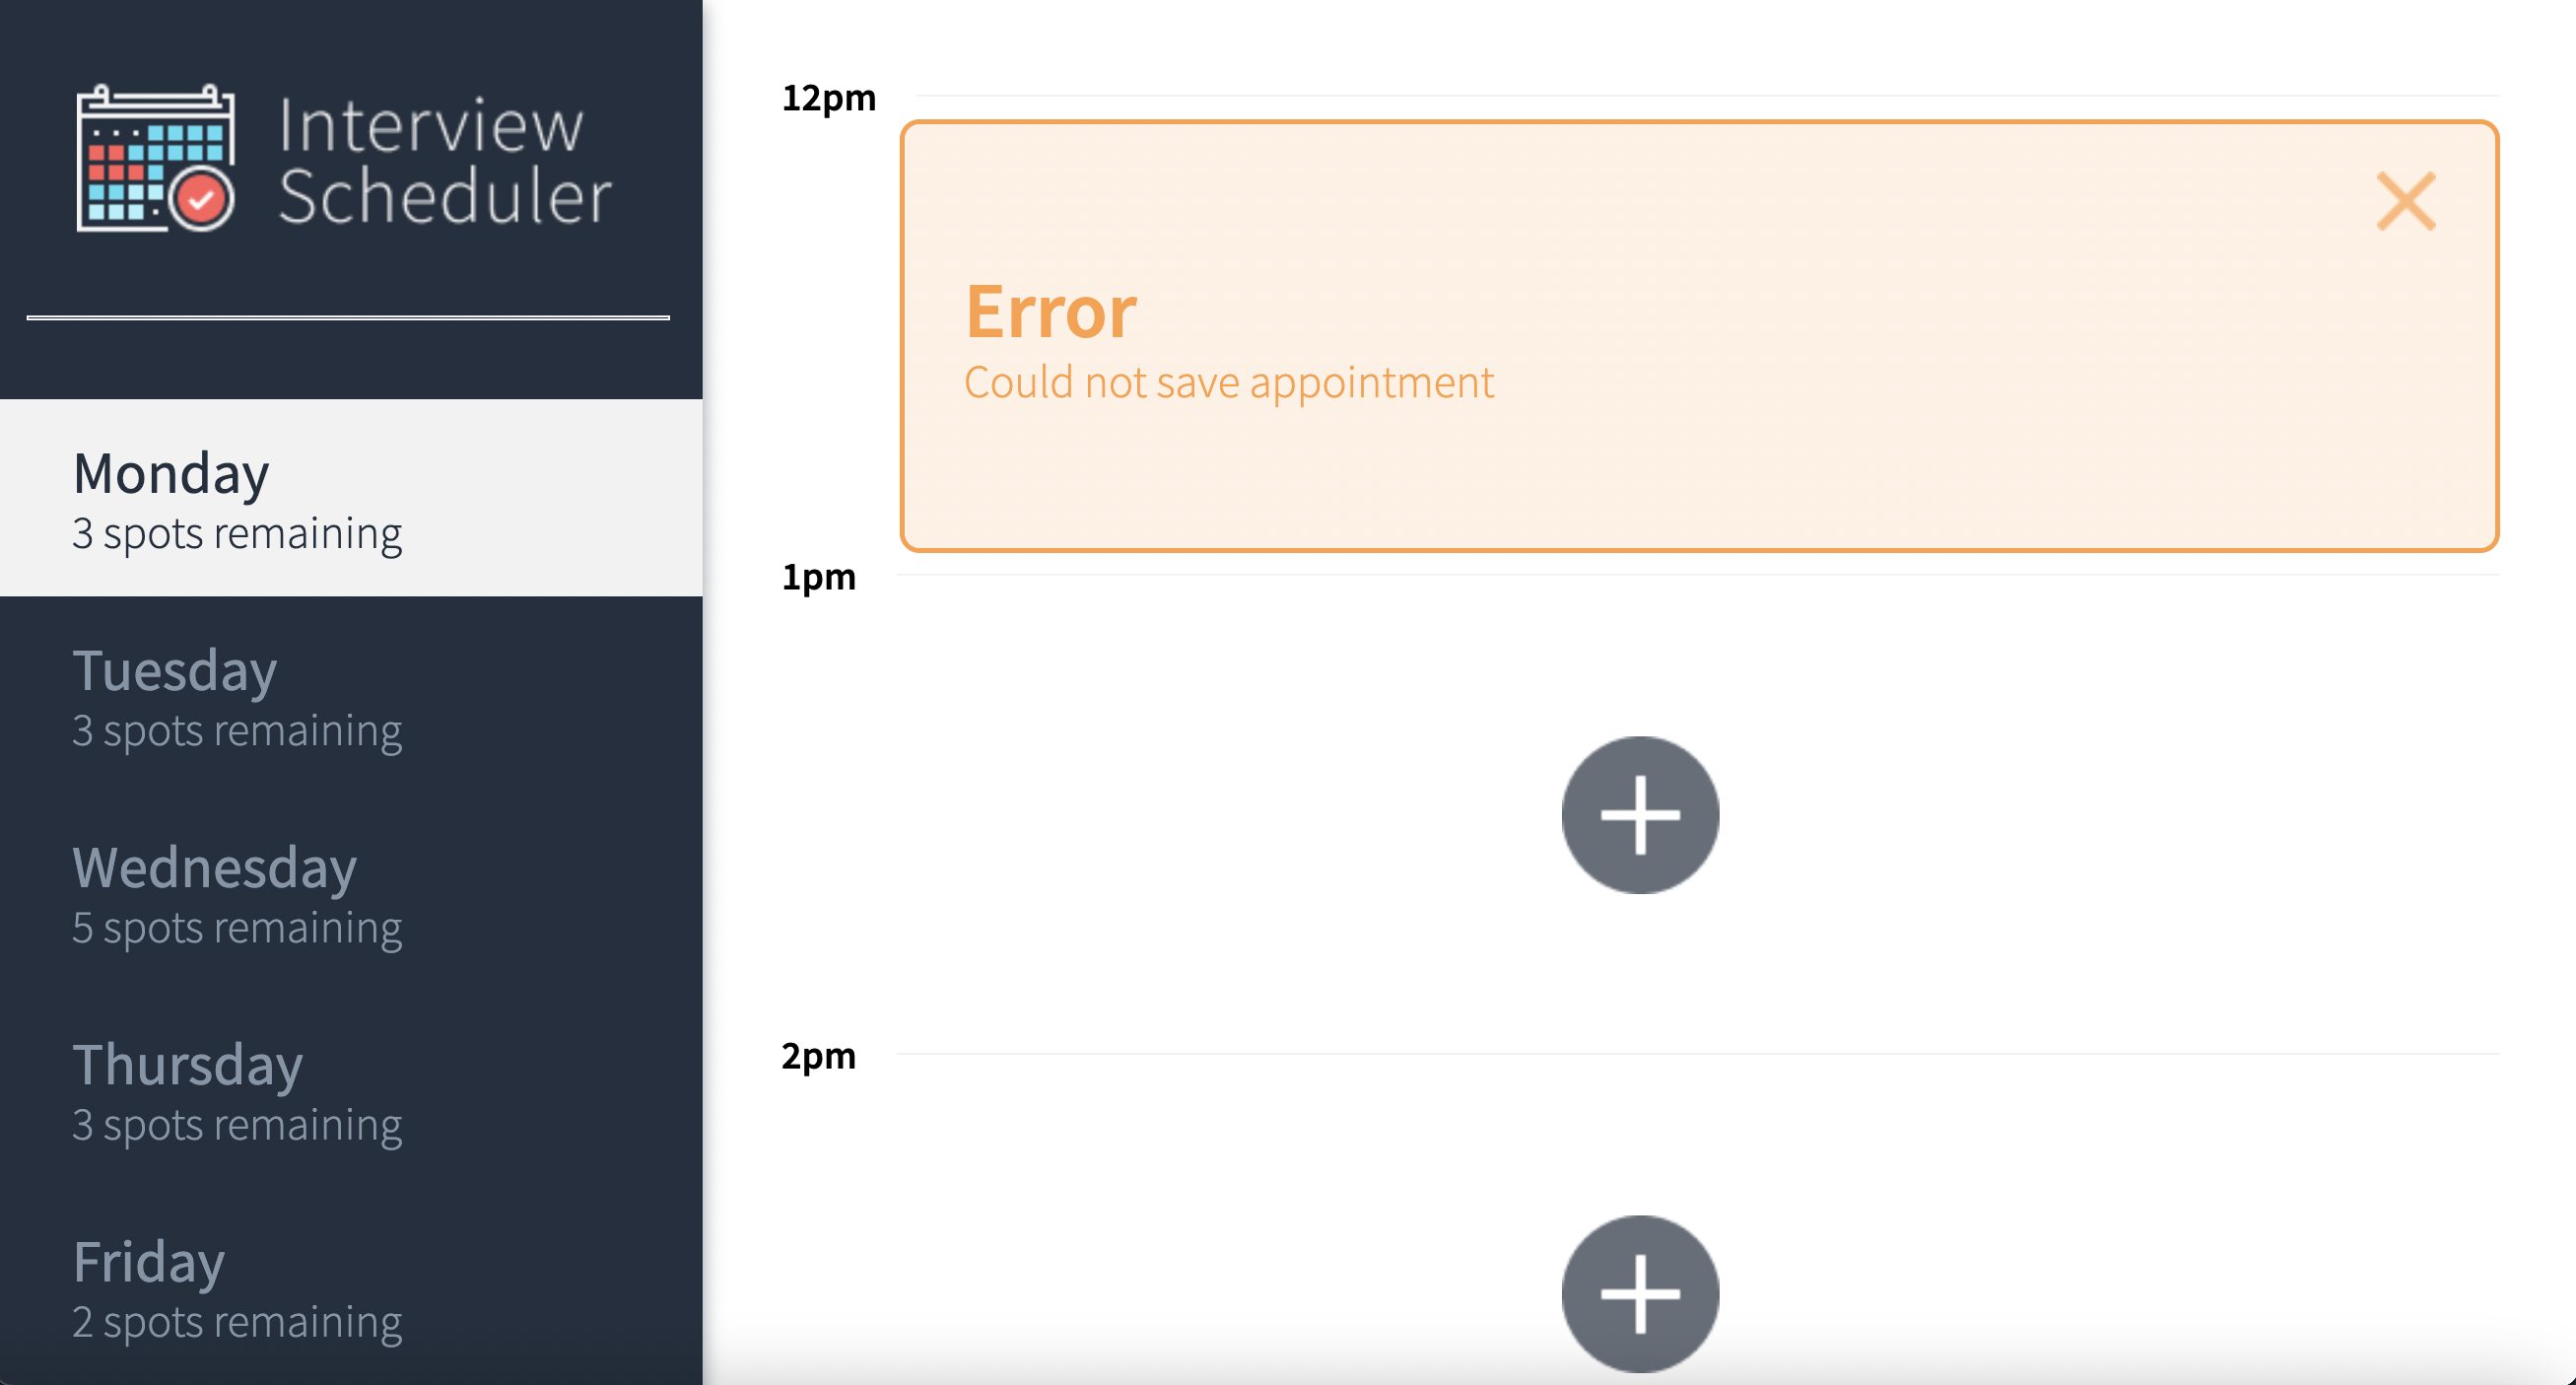 Interview
Scheduler
Monday
3 spots remaining
Tuesday
3 spots remaining
Wednesday
5 spots remaining
Thursday
3 spots remaining
Friday
2 spots remaining
12pm
Error
Could not save appointment
1pm
2pm